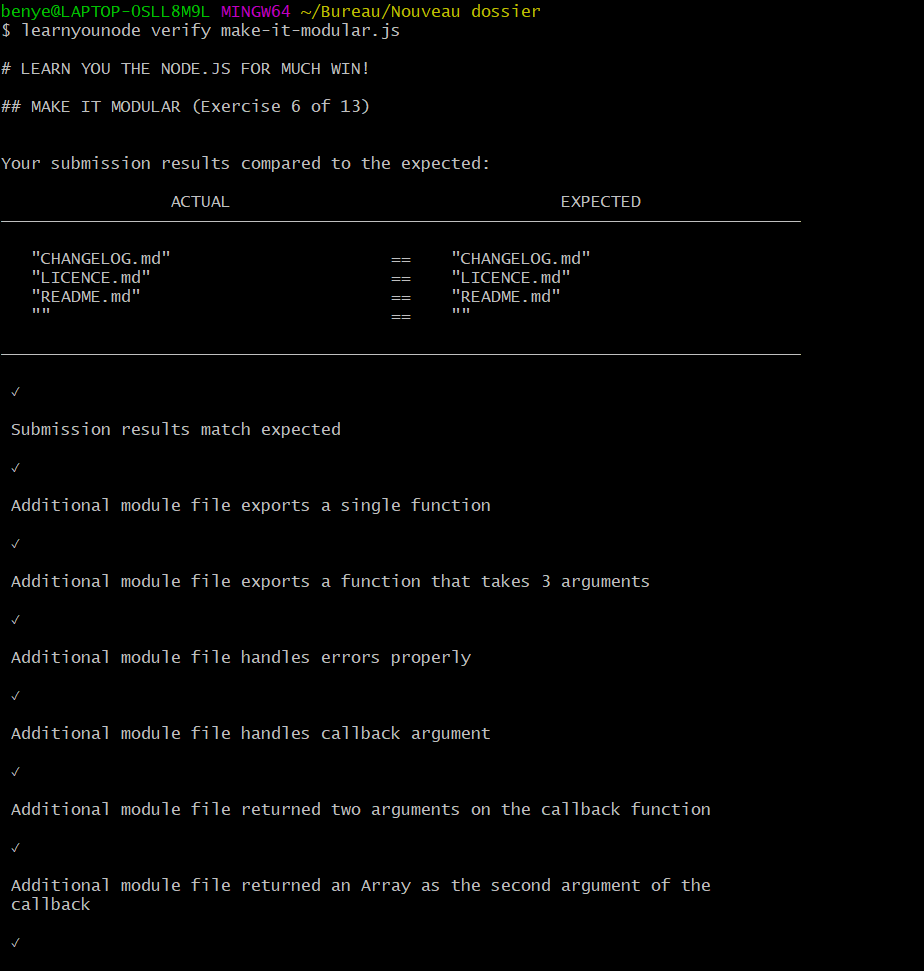 benye@LAPTOP-OSLL8M9L MINGW64 ~/Bureau/Nouveau dossier
$ learnyounode verify make-it-modular.js
# LEARN YOU THE NODE.JS FOR MUCH WIN!
## MAKE IT MODULAR (Exercise 6 of 13)
Your submission results compared to the expected:
ACTUAL EXPECTED
"CHANGELOG.md" == "CHANGELOG.md"
"LICENCE.md" == "LICENCE.md"
"README.md" == "README.md"
"" == ""
✓
Submission results match expected
✓
Additional module file exports a single function
✓
Additional module file exports a function that takes 3 arguments
✓
Additional module file handles errors properly
✓
Additional module file handles callback argument
✓
Additional module file returned two arguments on the callback function
✓
Additional module file returned an Array as the second argument of the
callback
✓